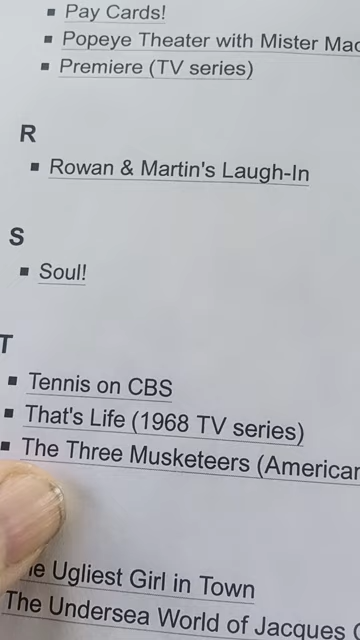 Pay Cards!
Popeye Theater with Mister
Premiere (TV series)
R
Rowan & Martin's Laugh-In
S
Soul!
T
Tennis on CBS
That's Life (1968 TV series)
The Three Musketeers (American
Ugliest Girl in Town
The Undersea World of Jacques